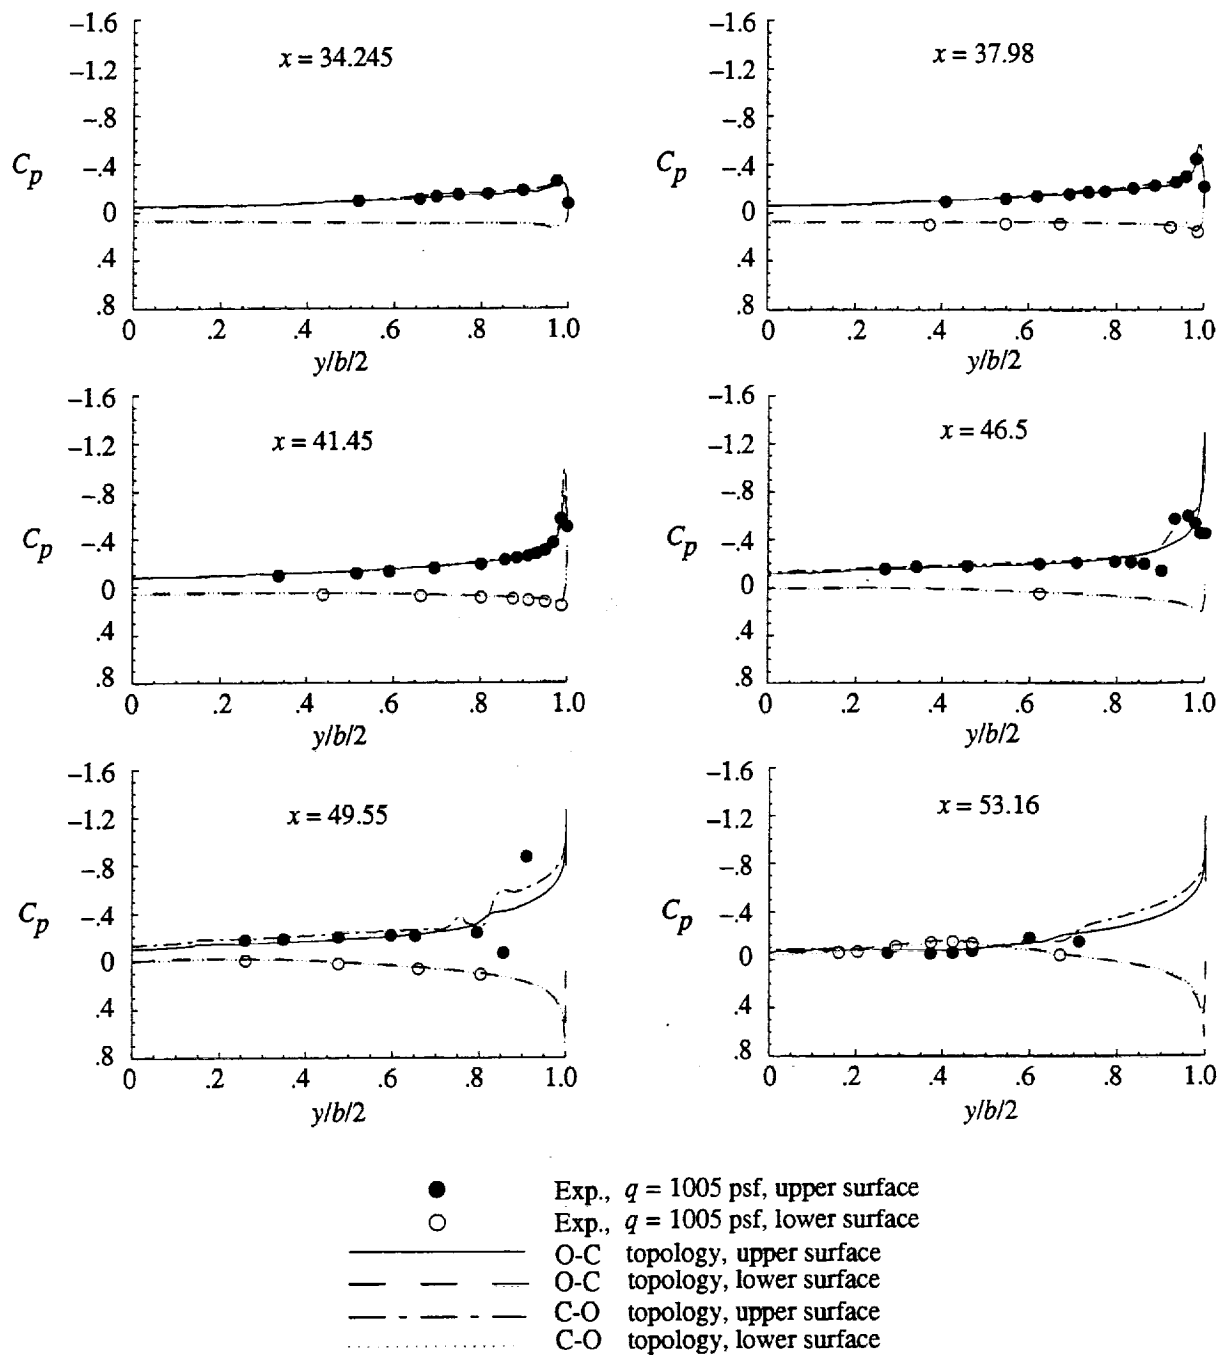 x = 34.245
Cp
−1.6
−1.2
−.8
−.4
0
.4
.8
0 .2 .4 .6 .8 1.0
y/b/2
x = 37.98
Cp
−1.6
−1.2
−.8
−.4
0
.4
.8
0 .2 .4 .6 .8 1.0
y/b/2
x = 41.45
Cp
−1.6
−1.2
−.8
−.4
0
.4
.8
0 .2 .4 .6 .8 1.0
y/b/2
x = 46.5
Cp
−1.6
−1.2
−.8
−.4
0
.4
.8
0 .2 .4 .6 .8 1.0
y/b/2
x = 49.55
Cp
−1.6
−1.2
−.8
−.4
0
.4
.8
0 .2 .4 .6 .8 1.0
y/b/2
x = 53.16
Cp
−1.6
−1.2
−.8
−.4
0
.4
.8
0 .2 .4 .6 .8 1.0
y/b/2
Exp., q = 1005 psf, upper surface
Exp., q = 1005 psf, lower surface
O-C topology, upper surface
O-C topology, lower surface
C-O topology, upper surface
C-O topology, lower surface